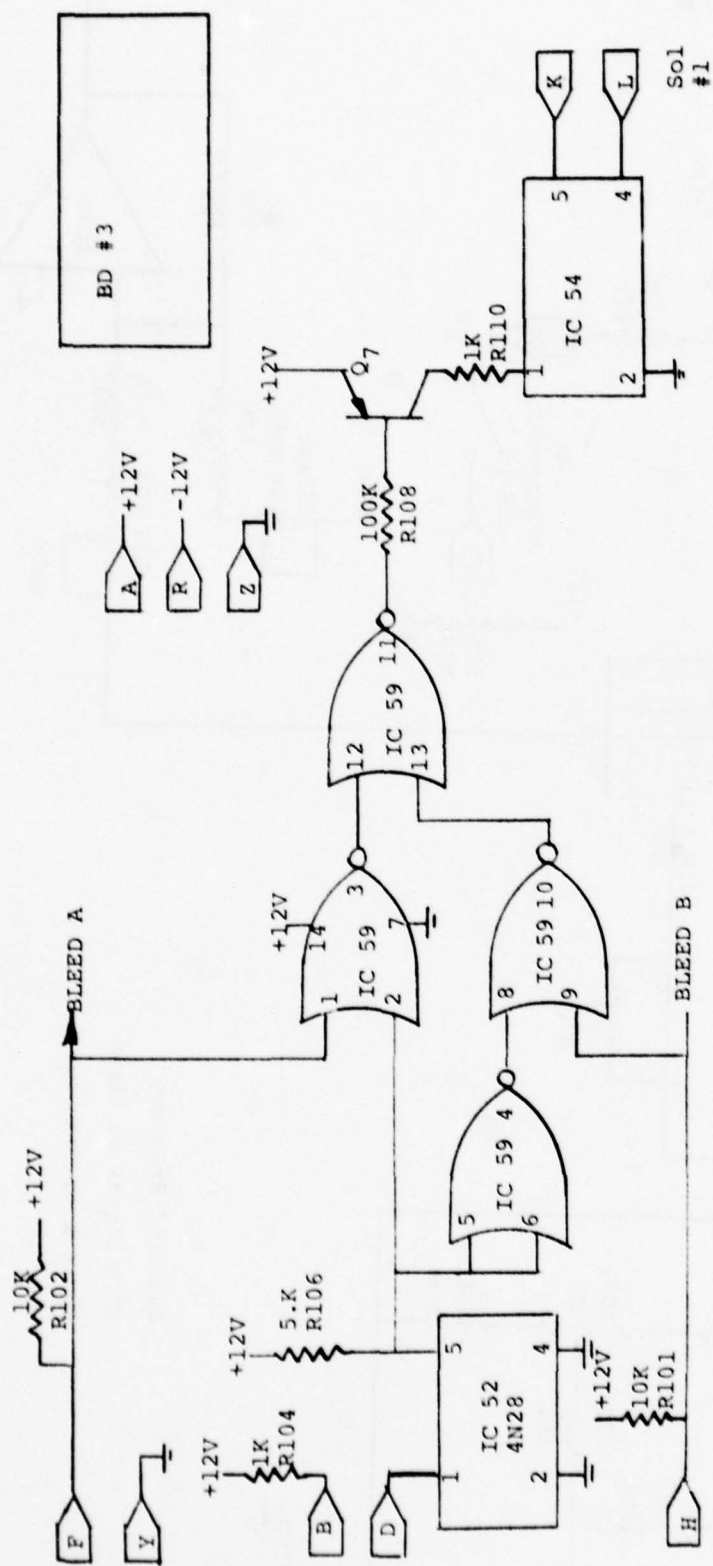 BD #3
A
+12V
R
-12V
Z
F
10K
R102
+12V
BLEED A
Y
+12V
1K
R104
B
D
+12V
5.K
R106
1
2
IC 52
4N28
5
4
+12V
10K
R101
H
BLEED B
5
6
IC 59
4
1
2
+12V
14
IC 59
7
3
8
9
IC 59
10
12
13
IC 59
11
100K
R108
+12V
Q7
1K
R110
1
2
IC 54
5
4
K
L
Sol
#1